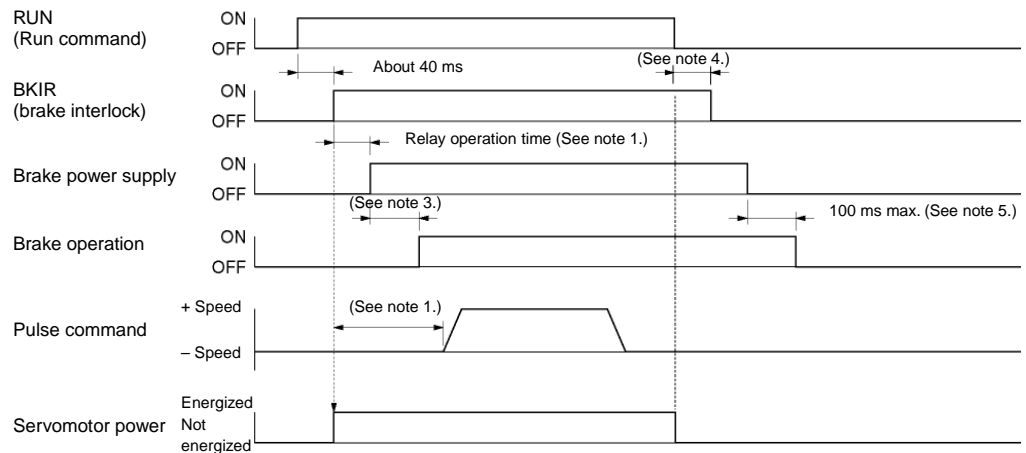 RUN
(Run command)
ON
OFF
About 40 ms
(See note 4.)
BKIR
(brake interlock)
ON
OFF
Relay operation time (See note 1.)
Brake power supply
ON
OFF
(See note 3.)
100 ms max. (See note 5.)
Brake operation
ON
OFF
Pulse command
+ Speed
– Speed
(See note 1.)
Servomotor power
Energized
Not
energized